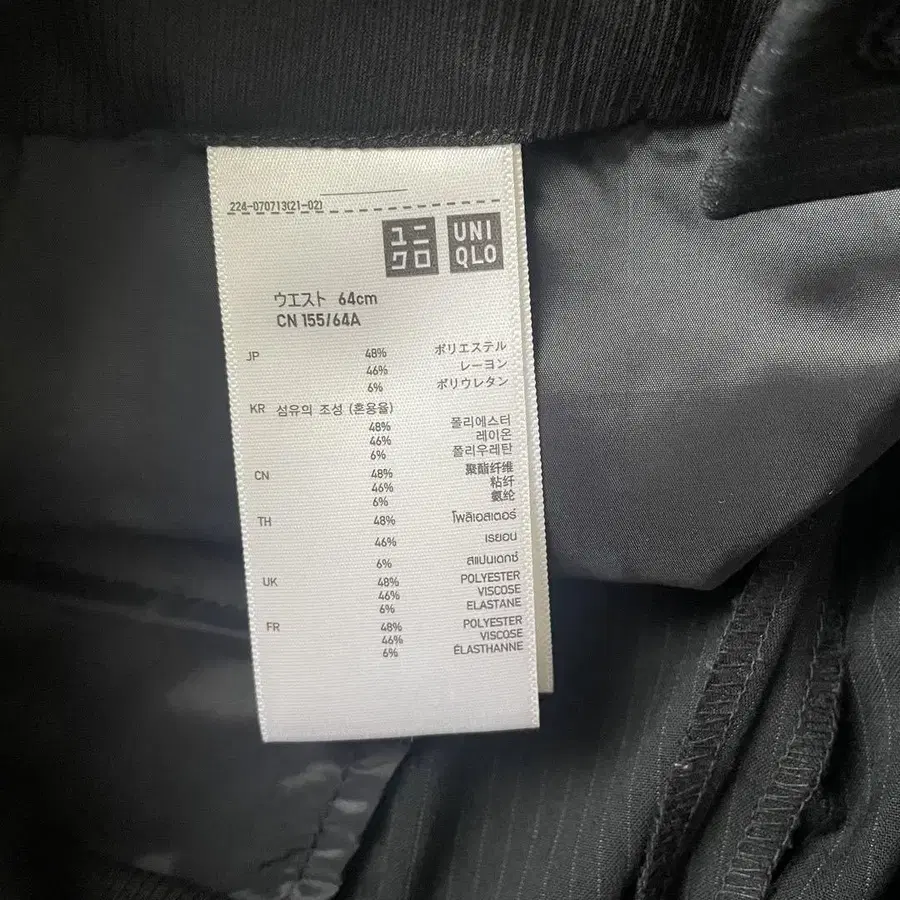 224-070713(21-02)
ユニクロ UNIQLO
ウエスト 64cm
CN 155/64A
JP 48% ポリエステル
46% レーヨン
6% ポリウレタン
KR 섬유의 조성 (혼용율)
48% 폴리에스터
46% 레이온
6% 폴리우레탄
CN 48% 聚酯纤维
46% 粘纤
6% 氨纶
TH 48% โพลิเอสเตอร์
46% เรยอน
6% สแปนเดกซ์
UK 48% POLYESTER
46% VISCOSE
6% ELASTANE
FR 48% POLYESTER
46% VISCOSE
6% ÉLASTHANNE